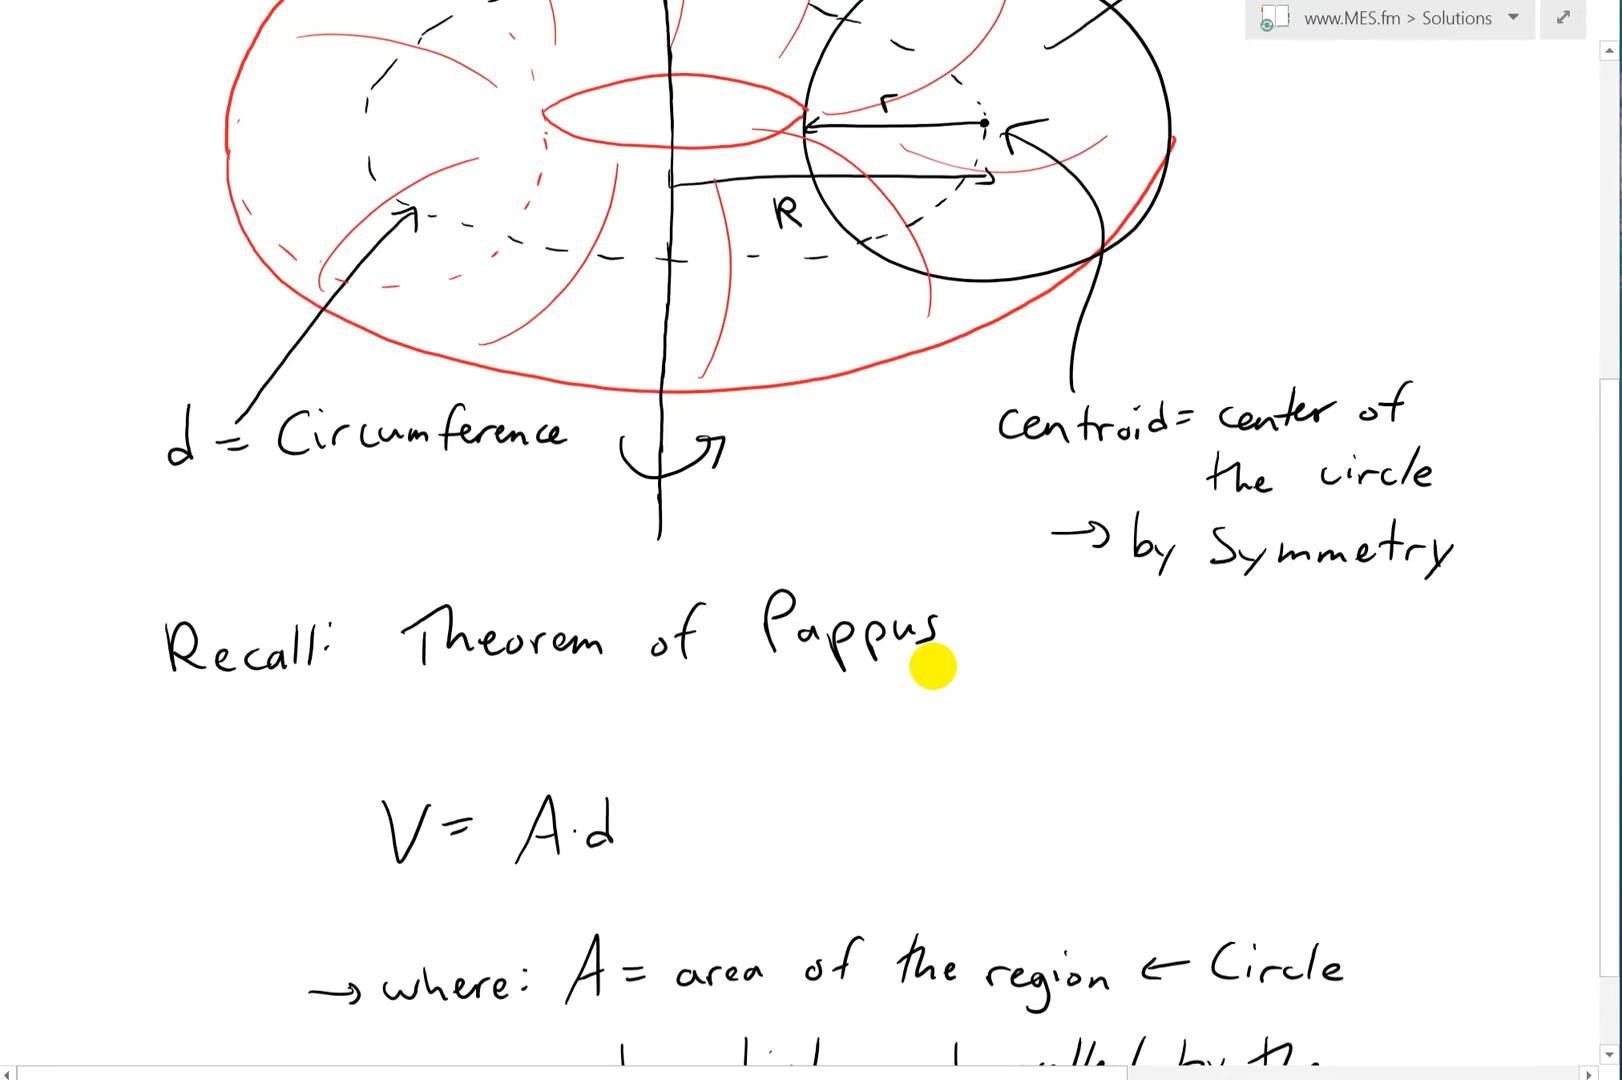 www.MES.fm > Solutions
r
R
d = Circumference
centroid = center of
the circle
→ by Symmetry
Recall: Theorem of Pappus
V = A·d
→ where: A = area of the region ← Circle